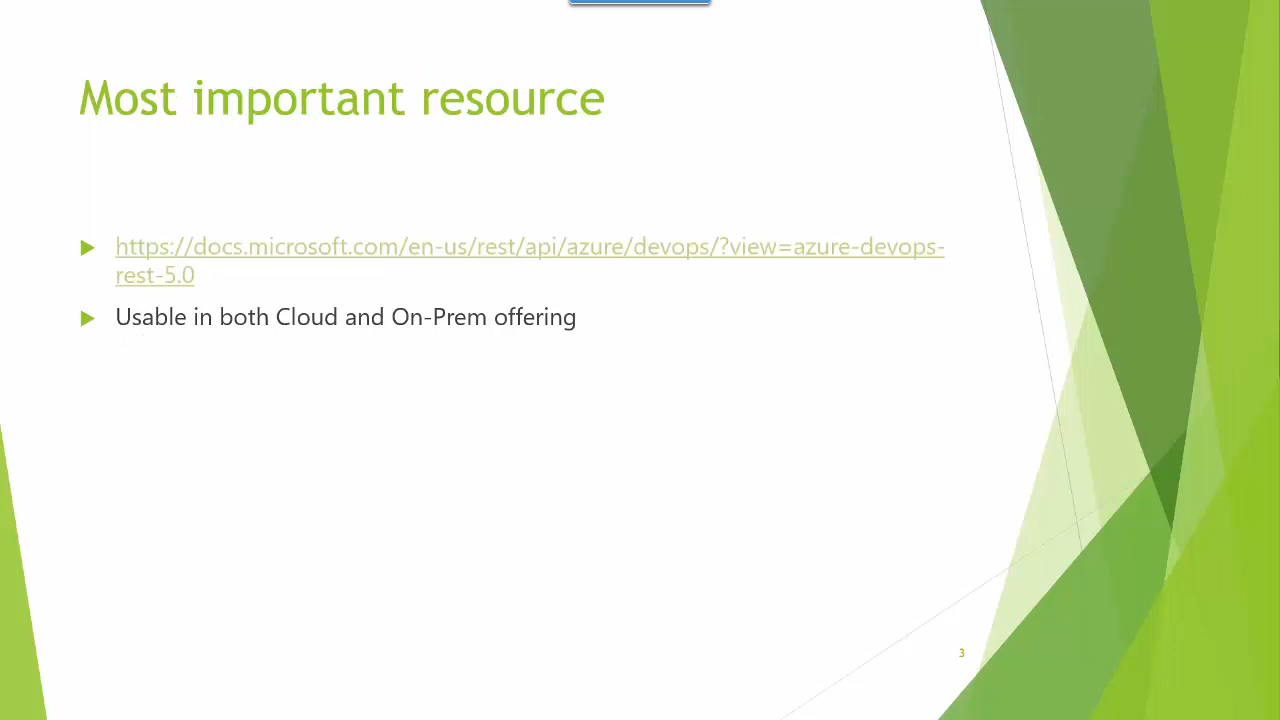 Most important resource
https://docs.microsoft.com/en-us/rest/api/azure/devops/?view=azure-devops-
rest-5.0
Usable in both Cloud and On-Prem offering
3